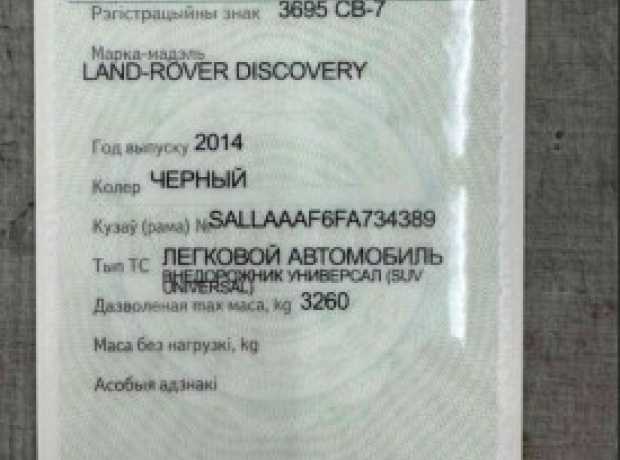 Рэгістрацыйны знак 3695 CB-7
Марка-мадэль
LAND-ROVER DISCOVERY
Год выпуску 2014
Колер ЧЕРНЫЙ
Кузаў (рама) № SALLAAAF6FA734389
Тып ТС ЛЕГКОВОЙ АВТОМОБИЛЬ
ВНЕДОРОЖНИК УНИВЕРСАЛ (SUV
UNIVERSAL)
Дазволеная max маса, kg 3260
Маса без нагрузкі, kg
Асобыя адзнакі